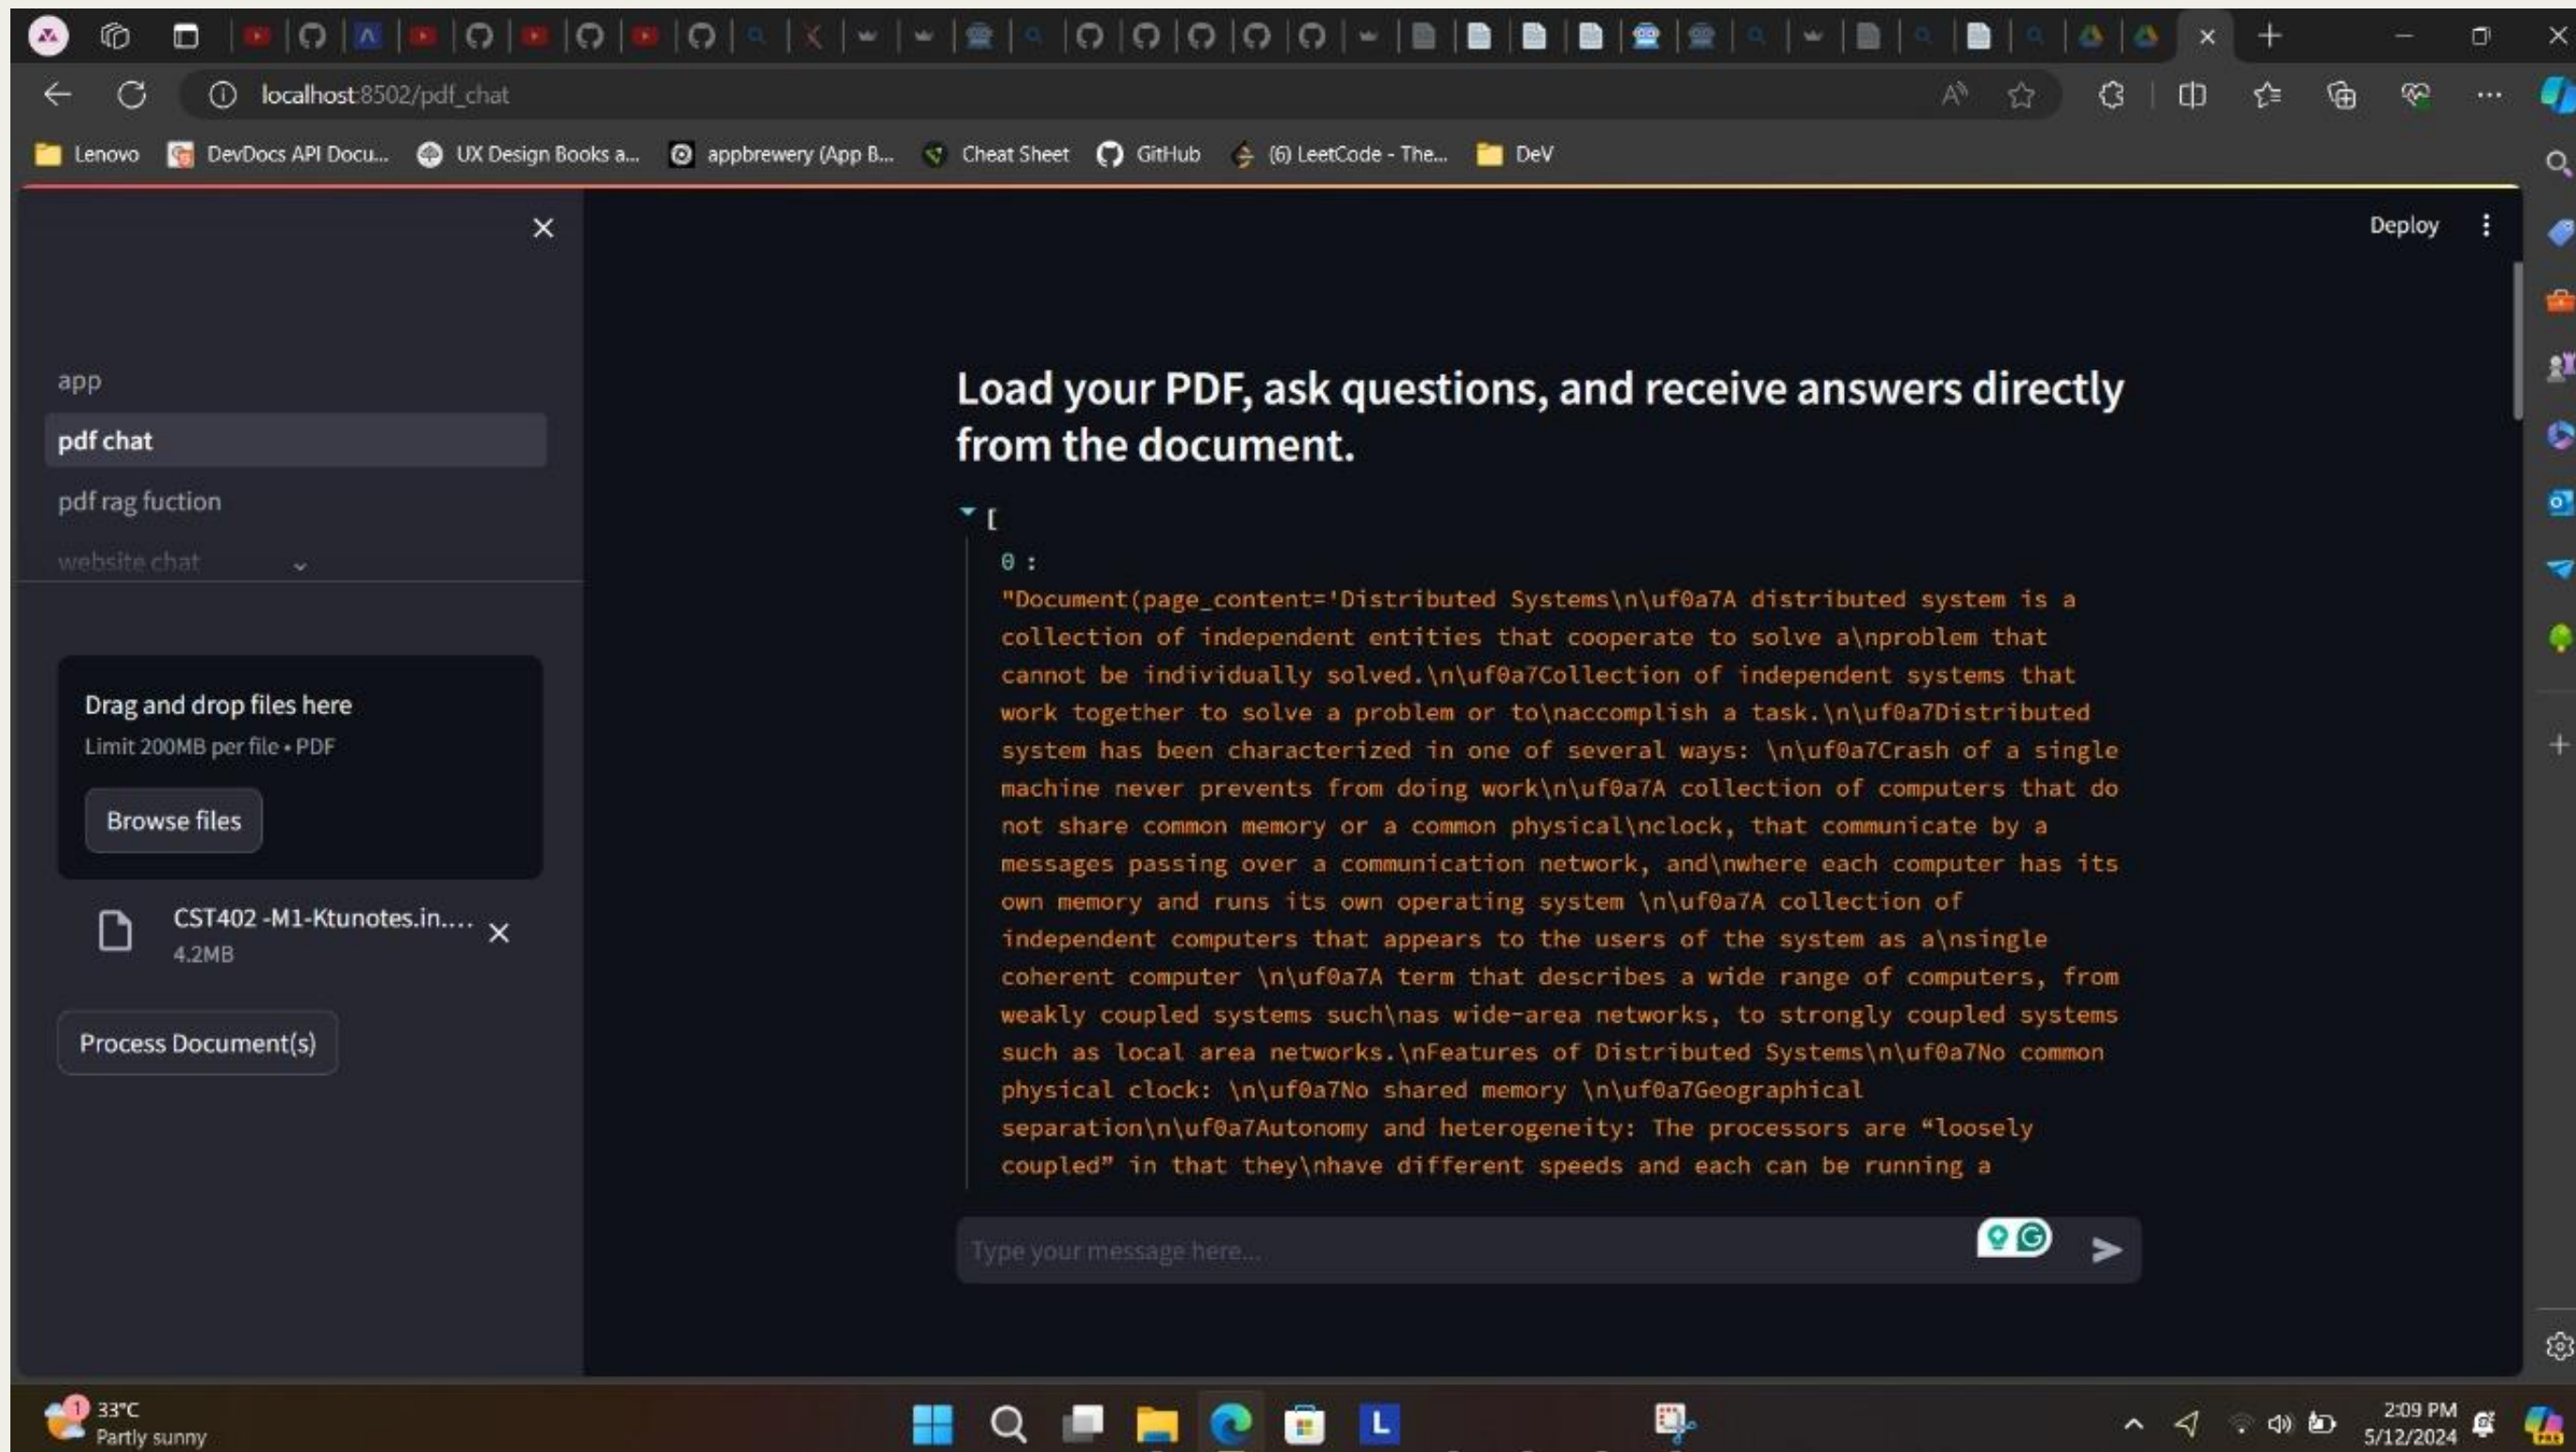 localhost:8502/pdf_chat
Lenovo DevDocs API Docu... UX Design Books a... appbrewery (App B... Cheat Sheet GitHub (6) LeetCode - The... DeV
Deploy
app
pdf chat
pdf rag fuction
website chat
Drag and drop files here
Limit 200MB per file • PDF
Browse files
CST402 -M1-Ktunotes.in....
4.2MB
Process Document(s)
Load your PDF, ask questions, and receive answers directly
from the document.
[
0 :
"Document(page_content='Distributed Systems\n\uf0a7A distributed system is a
collection of independent entities that cooperate to solve a\nproblem that
cannot be individually solved.\n\uf0a7Collection of independent systems that
work together to solve a problem or to\naccomplish a task.\n\uf0a7Distributed
system has been characterized in one of several ways: \n\uf0a7Crash of a single
machine never prevents from doing work\n\uf0a7A collection of computers that do
not share common memory or a common physical\nclock, that communicate by a
messages passing over a communication network, and\nwhere each computer has its
own memory and runs its own operating system \n\uf0a7A collection of
independent computers that appears to the users of the system as a\nsingle
coherent computer \n\uf0a7A term that describes a wide range of computers, from
weakly coupled systems such\nas wide-area networks, to strongly coupled systems
such as local area networks.\nFeatures of Distributed Systems\n\uf0a7No common
physical clock: \n\uf0a7No shared memory \n\uf0a7Geographical
separation\n\uf0a7Autonomy and heterogeneity: The processors are “loosely
coupled” in that they\nhave different speeds and each can be running a
Type your message here...
1
33°C
Partly sunny
L
2:09 PM
5/12/2024